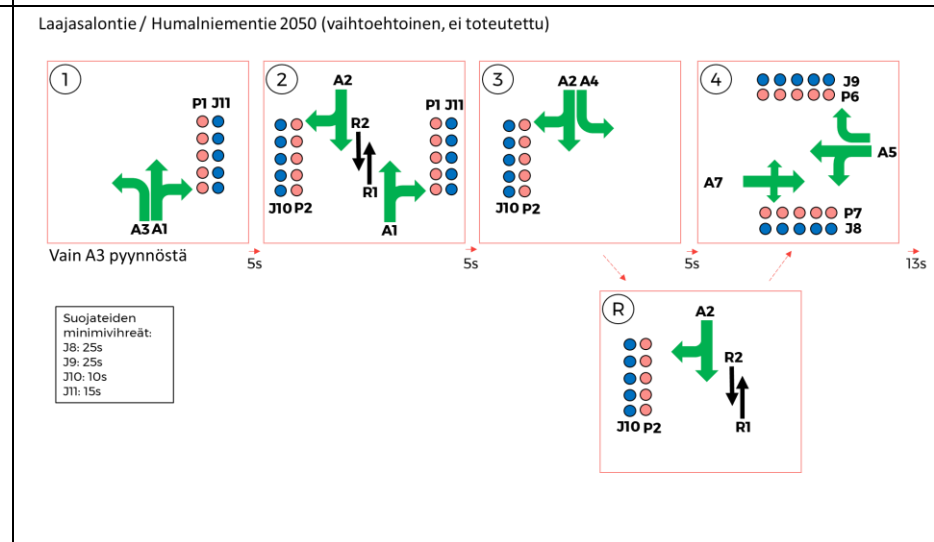 Laajasalontie / Humalniementie 2050 (vaihtoehtoinen, ei toteutettu)
1
P1 J11
A3 A1
Vain A3 pyynnöstä
5s
2
A2
P1 J11
R2
R1
J10 P2
A1
5s
3
A2 A4
J10 P2
5s
4
J9
P6
A5
A7
P7
J8
13s
Suojateiden
minimivihreät:
J8: 25s
J9: 25s
J10: 10s
J11: 15s
R
A2
R2
J10 P2
R1